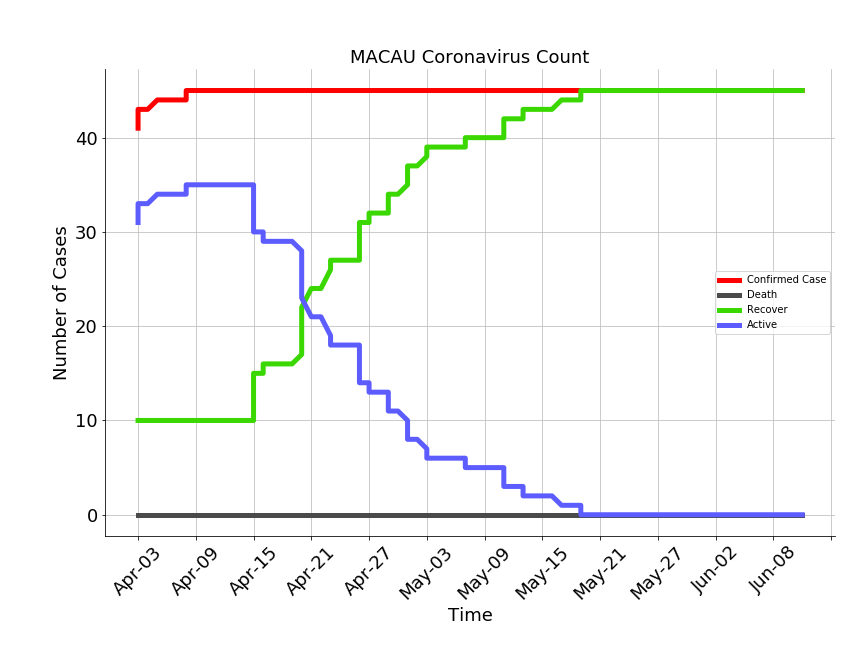 MACAU Coronavirus Count
Number of Cases
40
30
20
10
0
Confirmed Case
Death
Recover
Active
Apr-03
Apr-09
Apr-15
Apr-21
Apr-27
May-03
May-09
May-15
May-21
May-27
Jun-02
Jun-08
Time